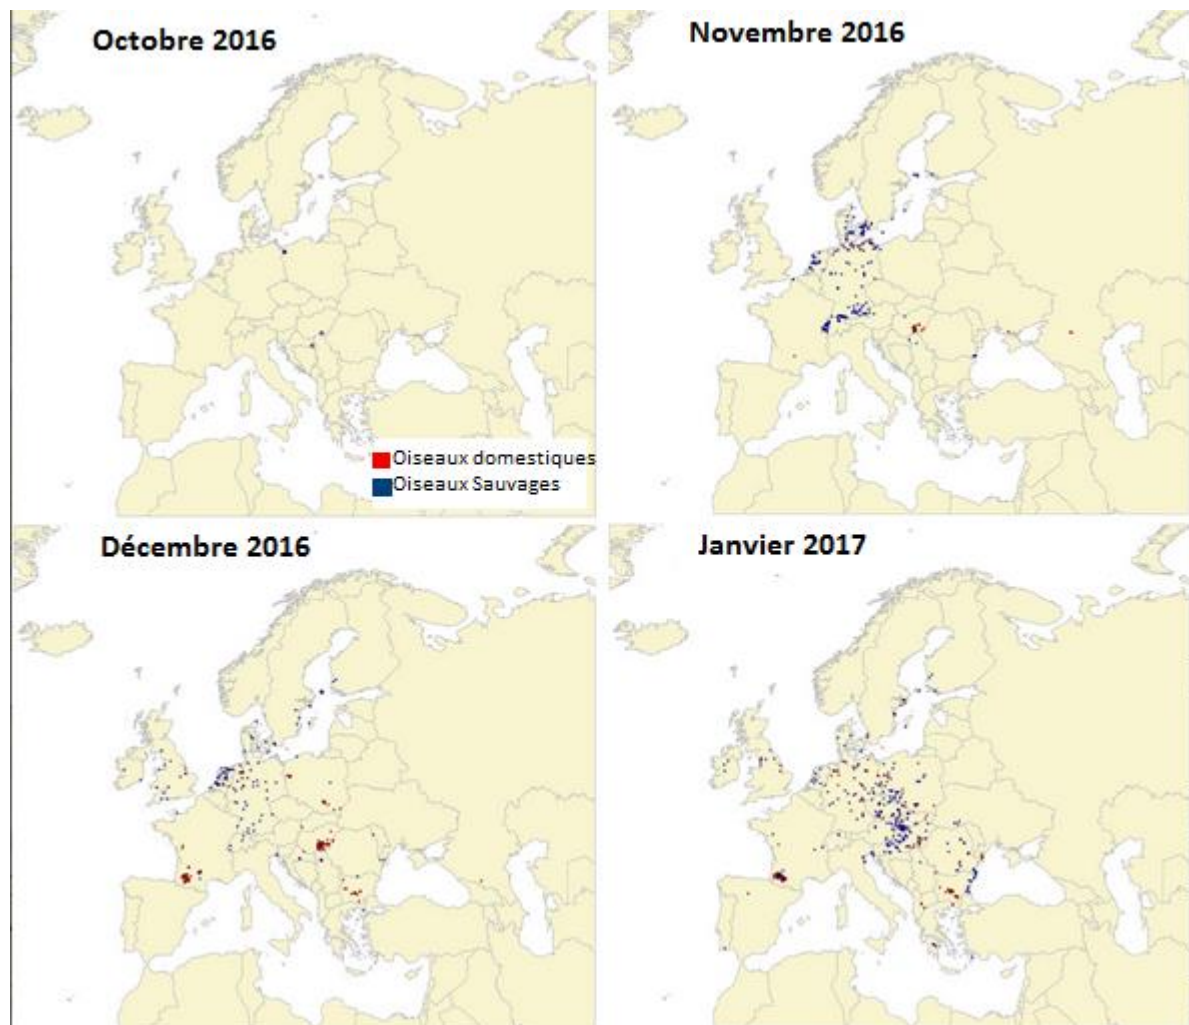 Octobre 2016
Novembre 2016
Oiseaux domestiques
Oiseaux Sauvages
Décembre 2016
Janvier 2017